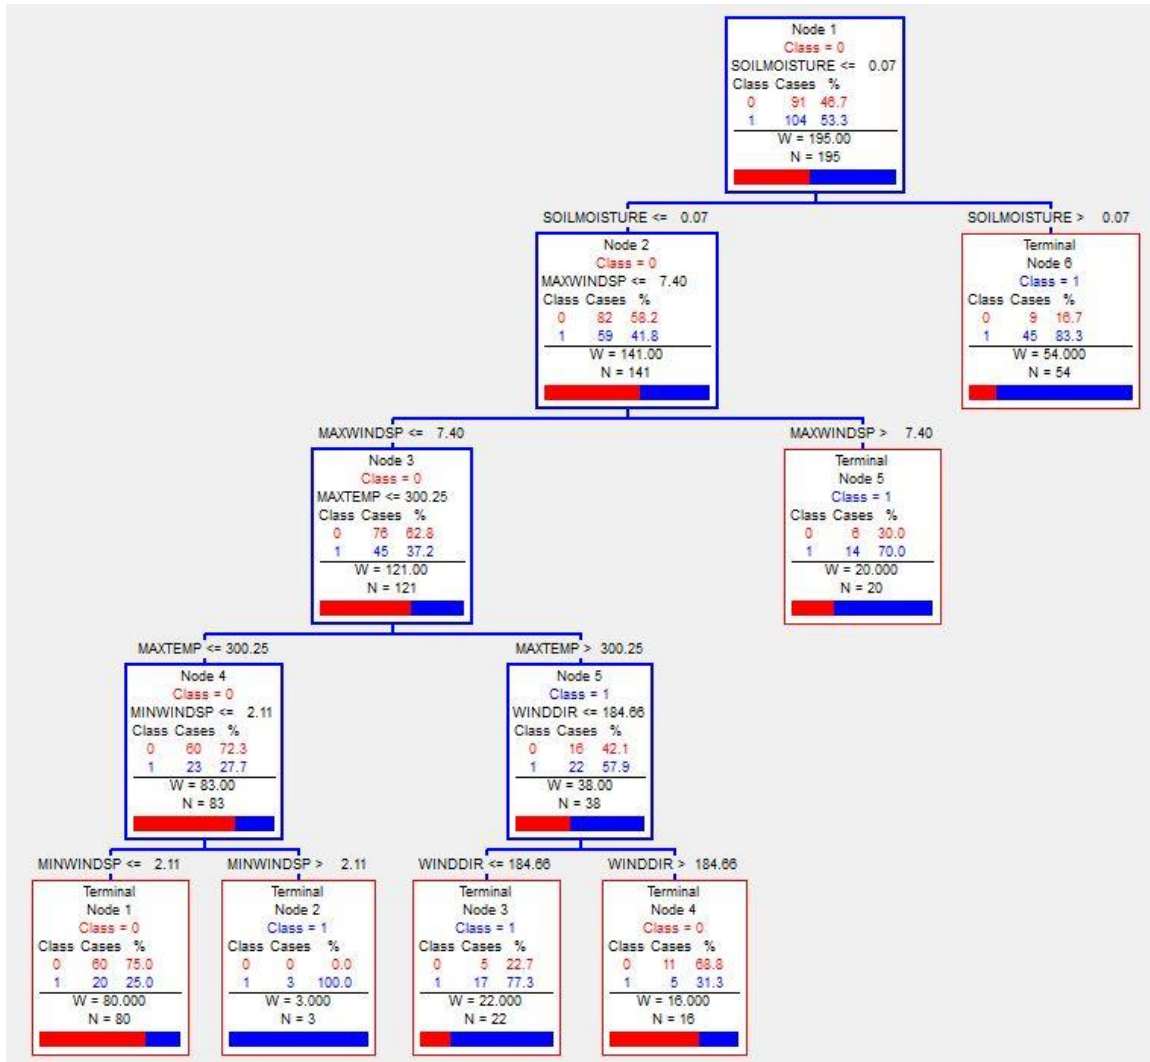 Node 1
Class = 0
SOILMOISTURE <= 0.07
Class Cases %
0 91 46.7
1 104 53.3
W = 195.00
N = 195
SOILMOISTURE <= 0.07
SOILMOISTURE > 0.07
Node 2
Class = 0
MAXWINDSP <= 7.40
Class Cases %
0 82 58.2
1 59 41.8
W = 141.00
N = 141
Terminal
Node 6
Class = 1
Class Cases %
0 9 16.7
1 45 83.3
W = 54.000
N = 54
MAXWINDSP <= 7.40
MAXWINDSP > 7.40
Node 3
Class = 0
MAXTEMP <= 300.25
Class Cases %
0 76 62.8
1 45 37.2
W = 121.00
N = 121
Terminal
Node 5
Class = 1
Class Cases %
0 6 30.0
1 14 70.0
W = 20.000
N = 20
MAXTEMP <= 300.25
MAXTEMP > 300.25
Node 4
Class = 0
MINWINDSP <= 2.11
Class Cases %
0 60 72.3
1 23 27.7
W = 83.00
N = 83
Node 5
Class = 1
WINDDIR <= 184.66
Class Cases %
0 16 42.1
1 22 57.9
W = 38.00
N = 38
MINWINDSP <= 2.11
MINWINDSP > 2.11
WINDDIR <= 184.66
WINDDIR > 184.66
Terminal
Node 1
Class = 0
Class Cases %
0 60 75.0
1 20 25.0
W = 80.000
N = 80
Terminal
Node 2
Class = 1
Class Cases %
0 0 0.0
1 3 100.0
W = 3.000
N = 3
Terminal
Node 3
Class = 1
Class Cases %
0 5 22.7
1 17 77.3
W = 22.000
N = 22
Terminal
Node 4
Class = 0
Class Cases %
0 11 68.8
1 5 31.3
W = 16.000
N = 16